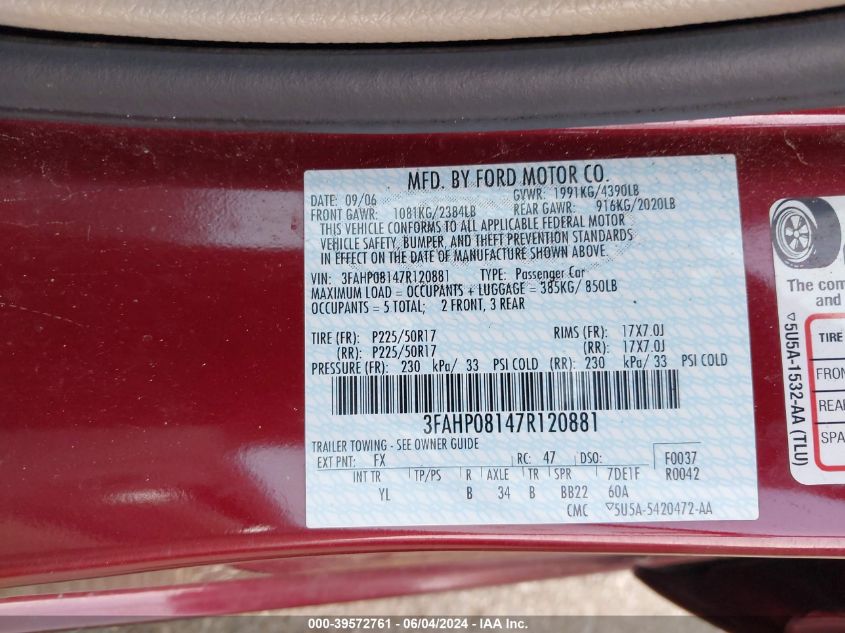 MFD. BY FORD MOTOR CO.
DATE: 09/06 GVWR: 1991KG/4390LB
FRONT GAWR: 1081KG/2384LB REAR GAWR: 916KG/2020LB
THIS VEHICLE CONFORMS TO ALL APPLICABLE FEDERAL MOTOR
VEHICLE SAFETY, BUMPER, AND THEFT PREVENTION STANDARDS
IN EFFECT ON THE DATE OF MANUFACTURE SHOWN ABOVE.
VIN: 3FAHP08147R120881 TYPE: Passenger Car
MAXIMUM LOAD = OCCUPANTS + LUGGAGE = 385KG/ 850LB
OCCUPANTS = 5 TOTAL; 2 FRONT, 3 REAR
TIRE (FR): P225/50R17 RIMS (FR): 17X7.0J
(RR): P225/50R17 (RR): 17X7.0J
PRESSURE (FR): 230 kPa/ 33 PSI COLD (RR): 230 kPa/ 33 PSI COLD
3FAHP08147R120881
TRAILER TOWING - SEE OWNER GUIDE
EXT PNT: FX RC: 47 DSO: F0037
INT TR TP/PS R AXLE TR SPR 7DE1F R0042
YL B 34 B BB22 60A
CMC ▽5U5A-5420472-AA
▽5U5A-1532-AA (TLU)
The com
and
TIRE
FRON
REAR
SPA
000-39572761 - 06/04/2024 - IAAI.com